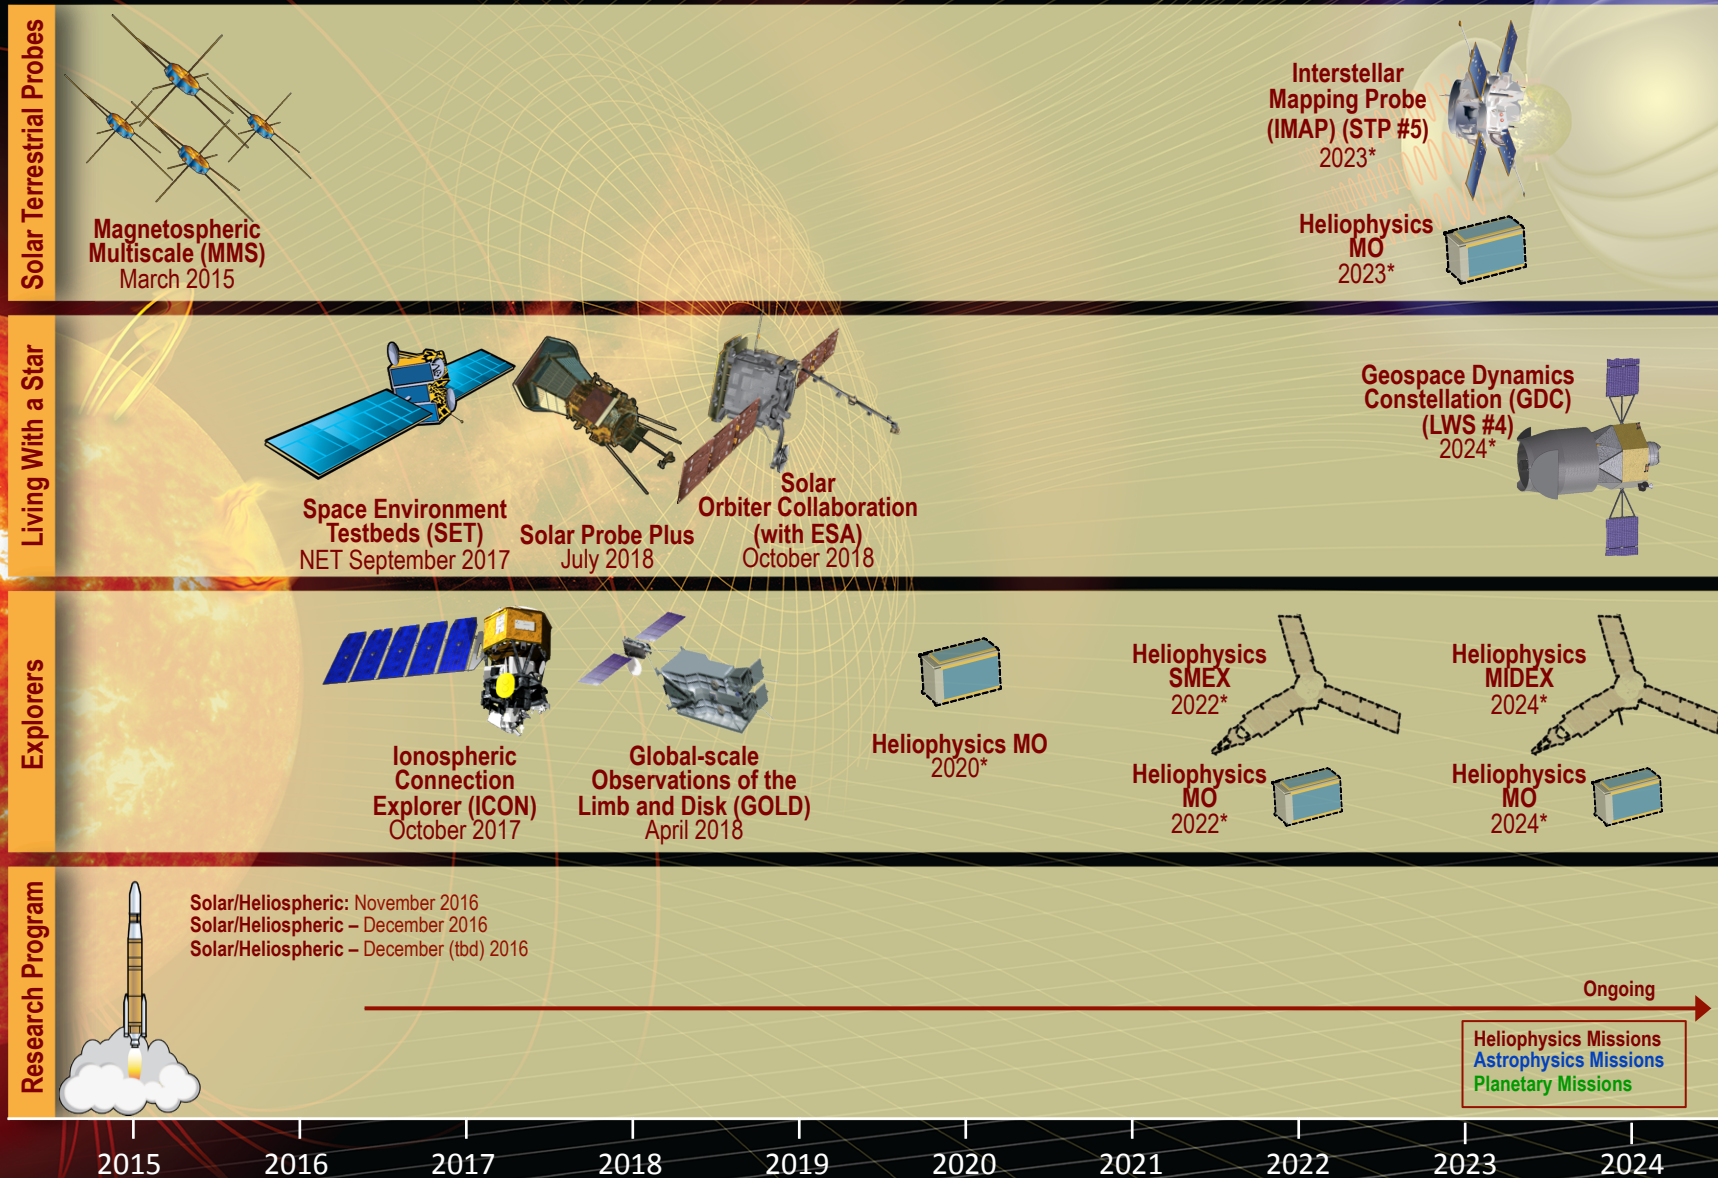 Solar Terrestrial Probes
Magnetospheric
Multiscale (MMS)
March 2015
Interstellar
Mapping Probe
(IMAP) (STP #5)
2023*
Heliophysics
MO
2023*
Living With a Star
Space Environment
Testbeds (SET)
NET September 2017
Solar Probe Plus
July 2018
Solar
Orbiter Collaboration
(with ESA)
October 2018
Geospace Dynamics
Constellation (GDC)
(LWS #4)
2024*
Explorers
Ionospheric
Connection
Explorer (ICON)
October 2017
Global-scale
Observations of the
Limb and Disk (GOLD)
April 2018
Heliophysics MO
2020*
Heliophysics
SMEX
2022*
Heliophysics
MO
2022*
Heliophysics
MIDEX
2024*
Heliophysics
MO
2024*
Research Program
Solar/Heliospheric: November 2016
Solar/Heliospheric – December 2016
Solar/Heliospheric – December (tbd) 2016
Ongoing
Heliophysics Missions
Astrophysics Missions
Planetary Missions
2015 2016 2017 2018 2019 2020 2021 2022 2023 2024